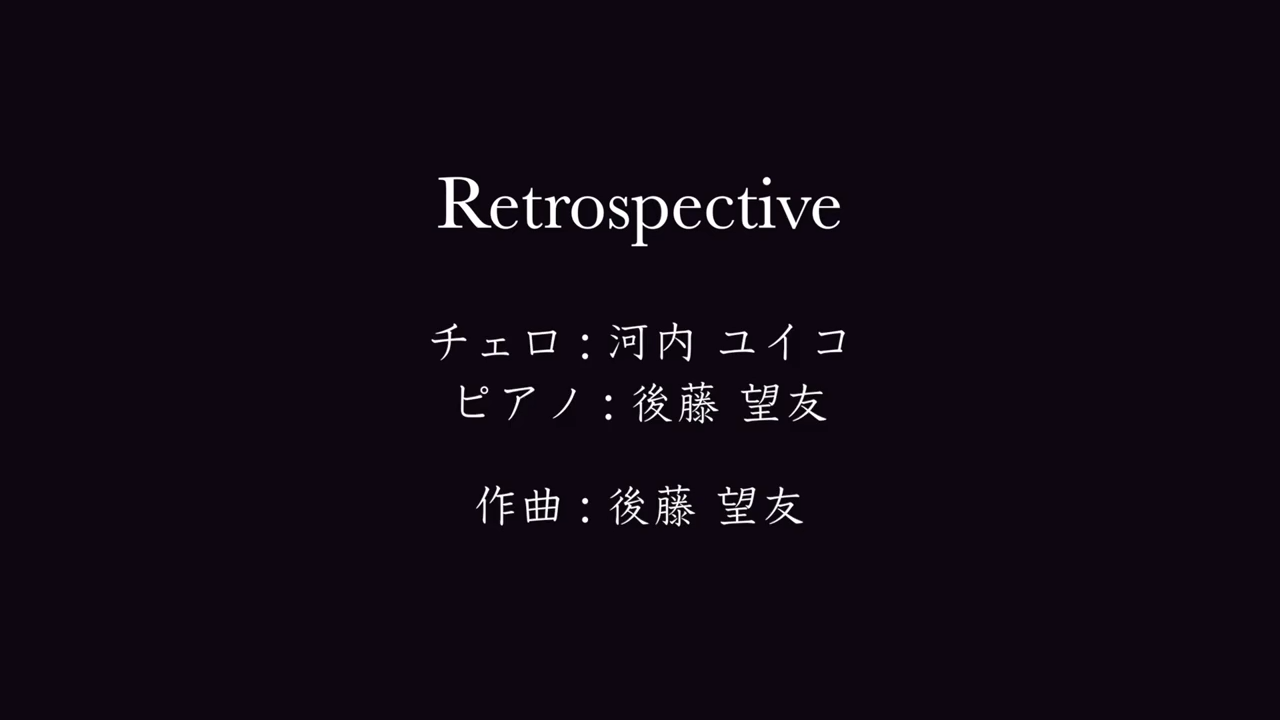 Retrospective
チェロ : 河内 ユイコ
ピアノ : 後藤 望友
作曲 : 後藤 望友